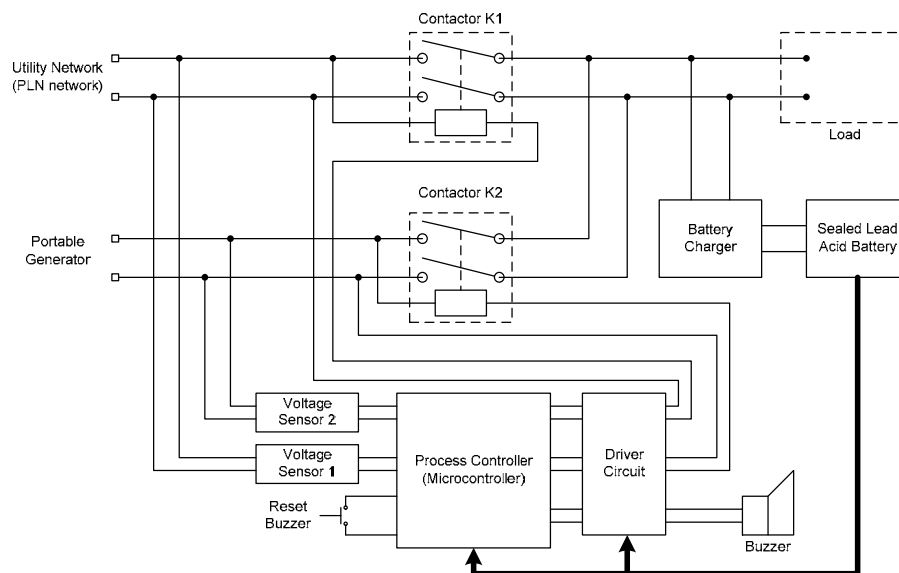 Contactor K1
Utility Network
(PLN network)
Load
Contactor K2
Portable
Generator
Battery
Charger
Sealed Lead
Acid Battery
Voltage
Sensor 2
Voltage
Sensor 1
Process Controller
(Microcontroller)
Driver
Circuit
Reset
Buzzer
Buzzer